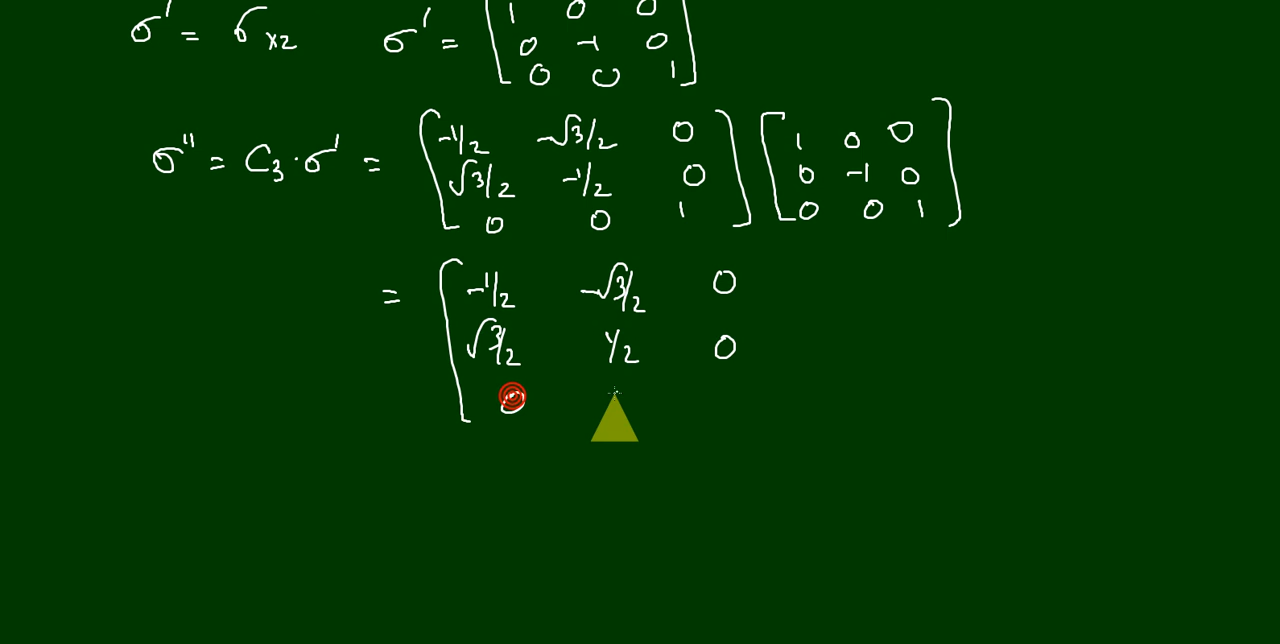 σ' = σxz σ' = [1 0 0
0 -1 0
0 0 1]
σ'' = C3·σ' = [-1/2 -√3/2 0 [1 0 0
√3/2 -1/2 0 0 -1 0
0 0 1] 0 0 1]
= [-1/2 -√3/2 0
√3/2 1/2 0
0